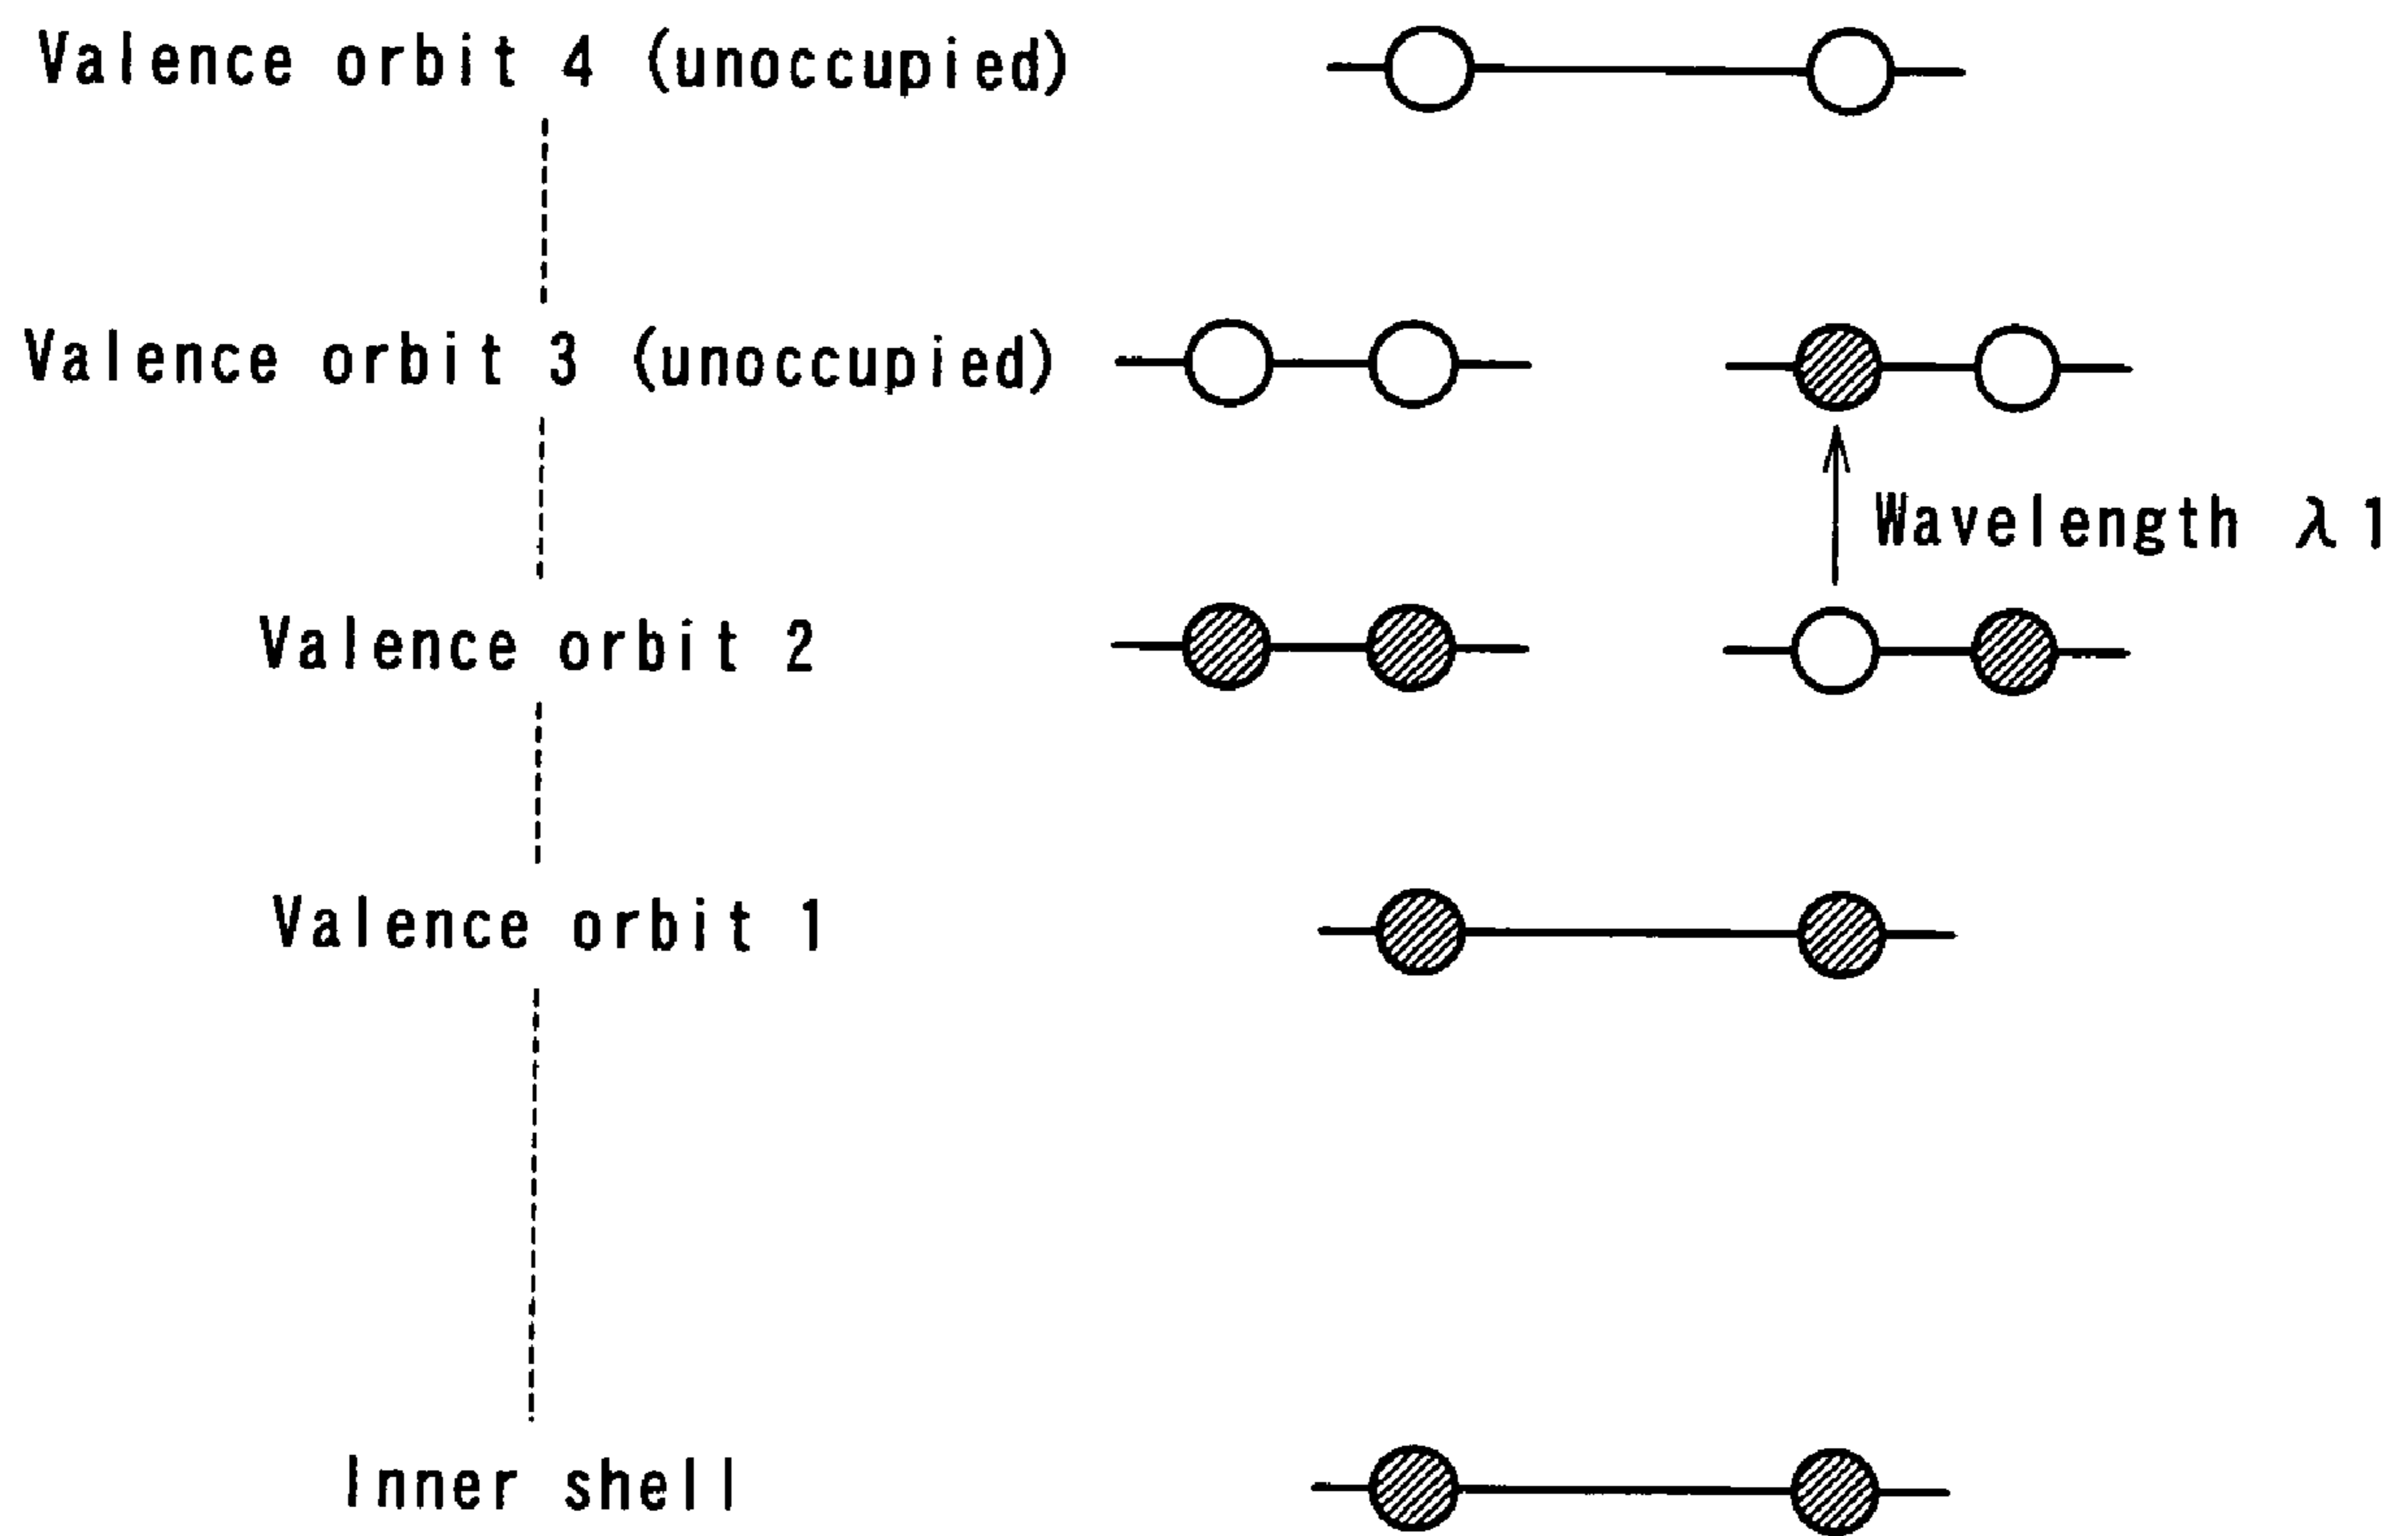 Valence orbit 4 (unoccupied)
Valence orbit 3 (unoccupied)
Wavelength λ1
Valence orbit 2
Valence orbit 1
Inner shell